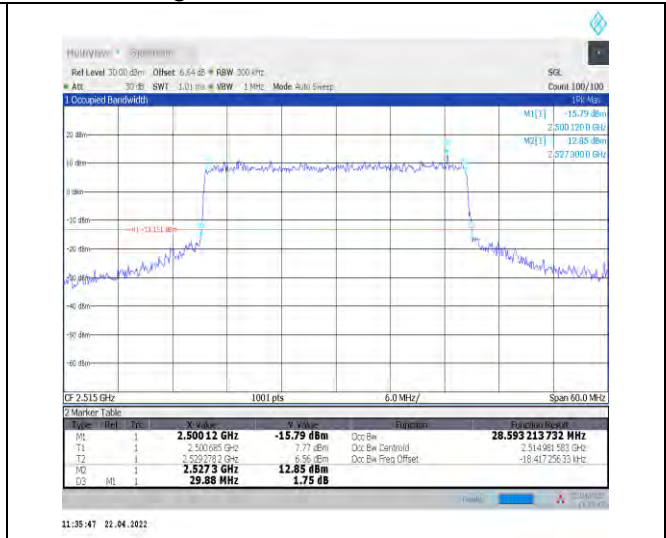 MultiView Spectrum
Ref Level 30.00 dBm Offset 6.64 dB RBW 300 kHz SGL
Att 30 dB SWT 1.01 ms VBW 1 MHz Mode Auto Sweep Count 100/100
1 Occupied Bandwidth 1Pk Max
M1[1] -15.79 dBm
2.500 120 0 GHz
M2[1] 12.85 dBm
2.527 300 0 GHz
20 dBm
10 dBm
0 dBm
-10 dBm
-20 dBm
-30 dBm
-40 dBm
-50 dBm
-60 dBm
CF 2.515 GHz 1001 pts 6.0 MHz/ Span 60.0 MHz
2 Marker Table
Type Ref Trc X Value Y Value Function Function Result
M1 1 2.500 12 GHz -15.79 dBm Occ Bw 28.593 213 732 MHz
T1 1 2.500 685 GHz 7.77 dBm Occ Bw Centroid 2.514 981 583 GHz
T2 1 2.529 278 2 GHz 6.56 dBm Occ Bw Freq Offset -18.417 256 33 kHz
M2 1 2.527 3 GHz 12.85 dBm
D3 M1 1 29.88 MHz 1.75 dB
11:35:47 22.04.2022